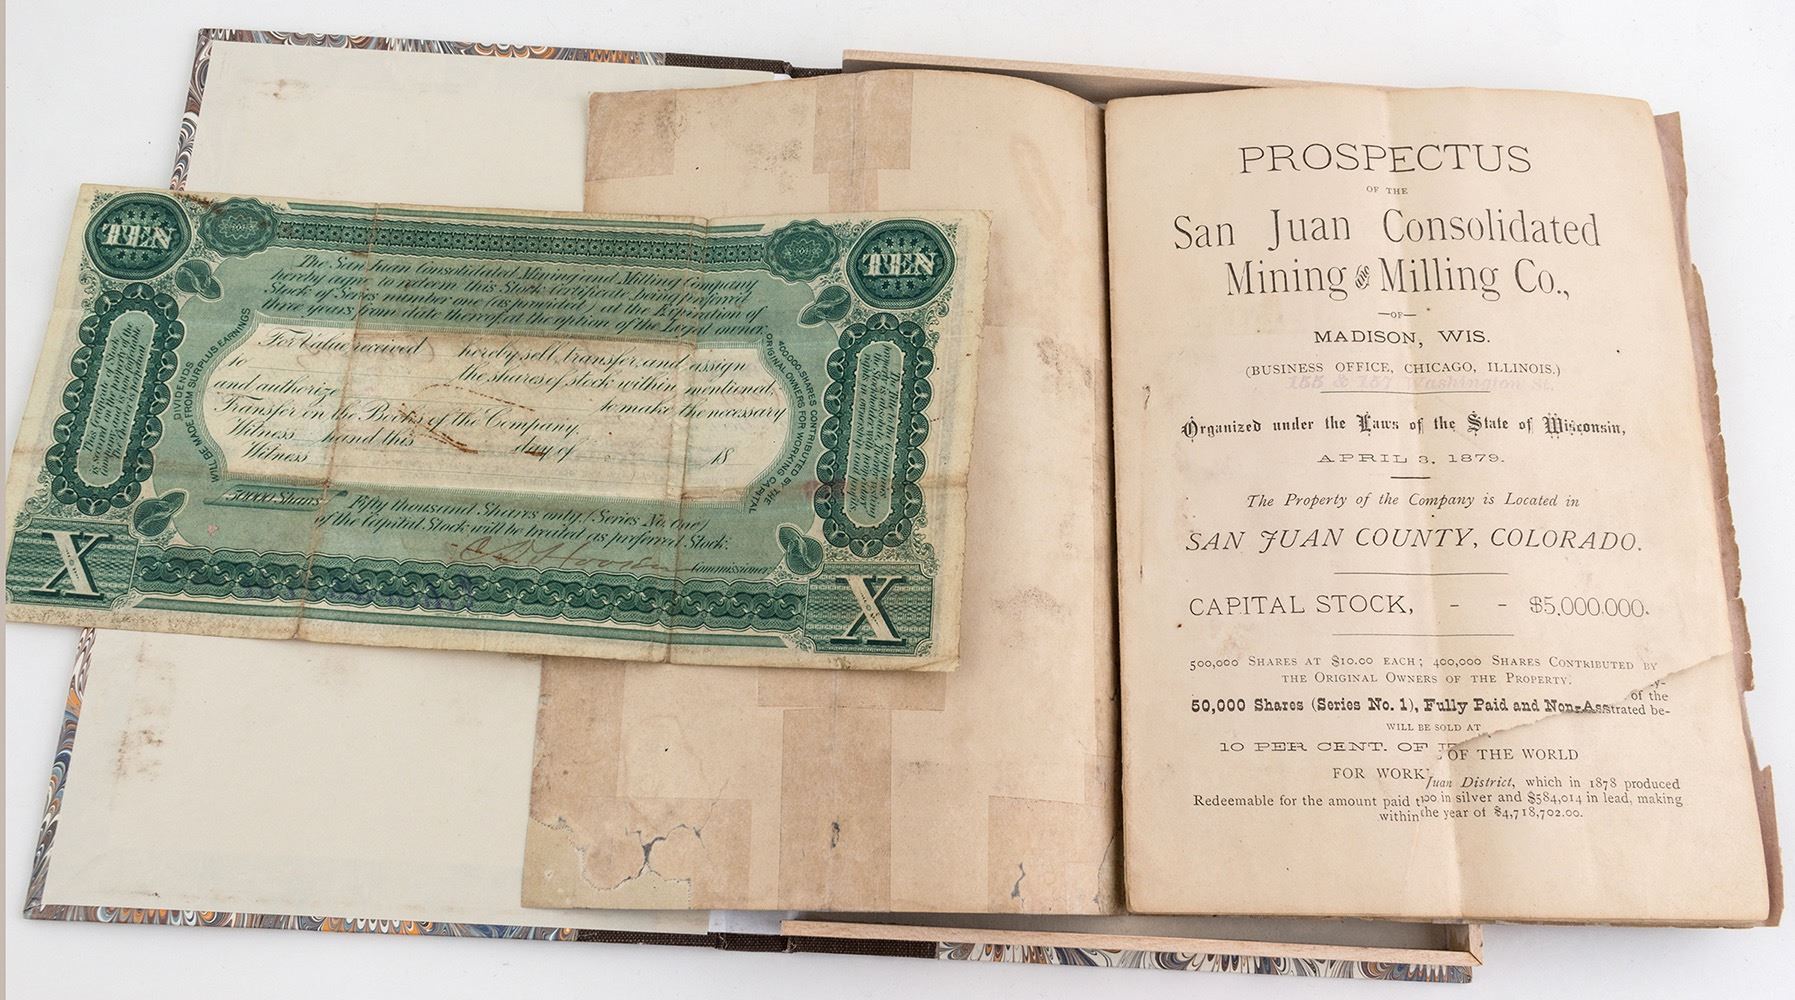 TEN
TEN
The San Juan Consolidated Mining and Milling Company
hereby agree to redeem this Stock Certificate being preferred
Stock of Series number one (as provided) at the Expiration of
three years from date thereof, at the option of the Legal owner.
DIVIDENDS
WILL BE MADE FROM SURPLUS EARNINGS
400000 SHARES CONTRIBUTED BY THE
ORIGINAL OWNERS FOR WORKING CAPITAL
For Value received hereby sell, transfer, and assign
to the shares of stock within mentioned,
and authorize to make the necessary
Transfer on the Books of the Company.
Witness hand this day of 18
Witness
50000 Shares Fifty thousand Shares only (Series No. one)
of the Capital Stock will be treated as preferred Stock.
Commissioner
X
X
PROSPECTUS
OF THE
San Juan Consolidated
Mining AND Milling Co.,
—OF—
MADISON, WIS.
(BUSINESS OFFICE, CHICAGO, ILLINOIS.)
155 & 157 Washington St.
Organized under the Laws of the State of Wisconsin,
APRIL 3, 1879.
The Property of the Company is Located in
SAN JUAN COUNTY, COLORADO.
CAPITAL STOCK, - - $5,000.000.
500,000 SHARES AT $10.00 EACH; 400,000 SHARES CONTRIBUTED BY
THE ORIGINAL OWNERS OF THE PROPERTY.
y-
of the
50,000 Shares (Series No. 1), Fully Paid and Non-Ass
strated be-
WILL BE SOLD AT
10 PER CENT. OF
OF THE WORLD
FOR WORK
Juan District, which in 1878 produced
Redeemable for the amount paid t
00 in silver and $584,014 in lead, making
within
the year of $4,718,702.00.